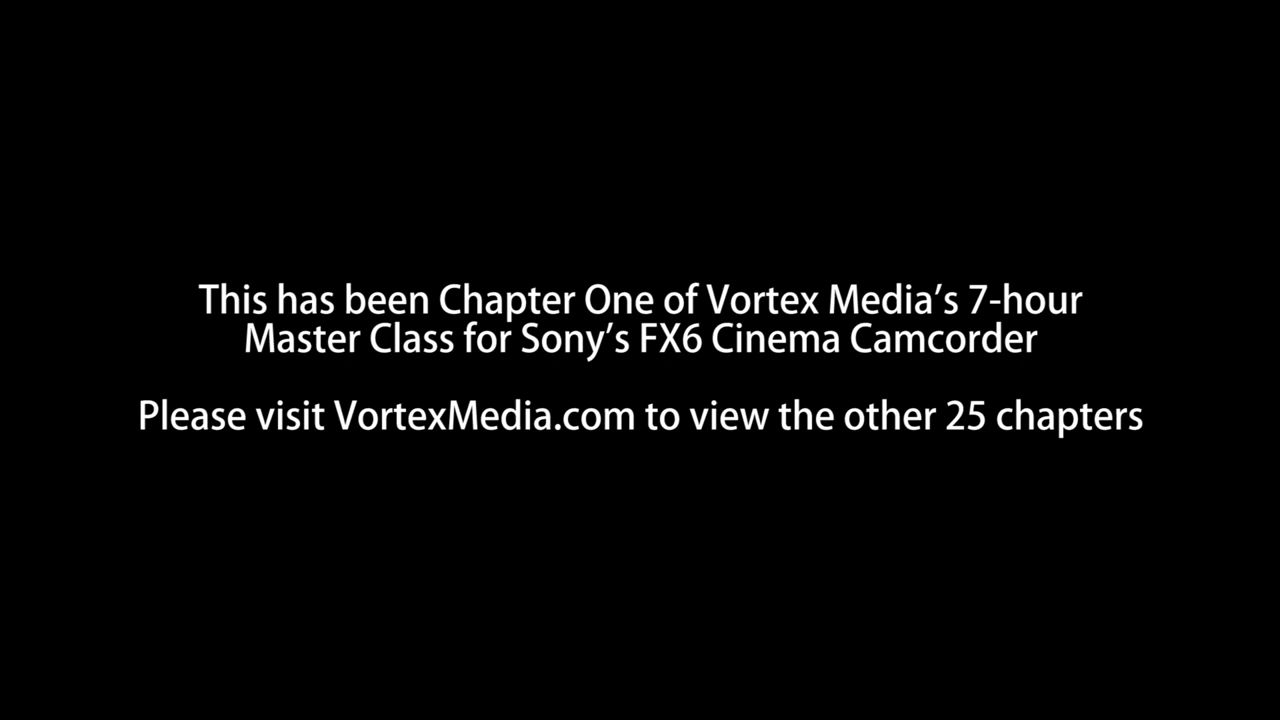 This has been Chapter One of Vortex Media’s 7-hour
Master Class for Sony’s FX6 Cinema Camcorder
Please visit VortexMedia.com to view the other 25 chapters